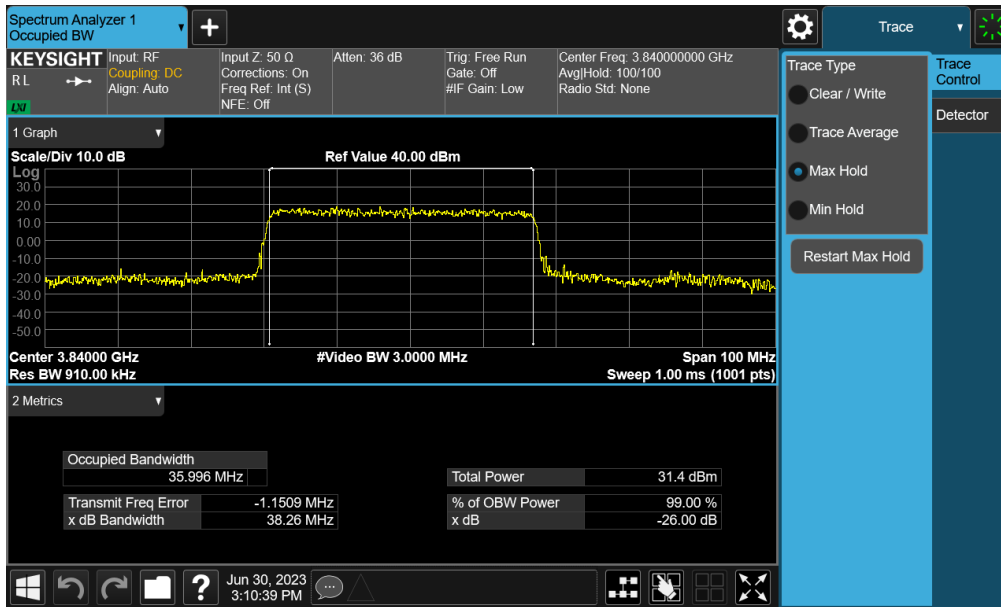 Spectrum Analyzer 1
Occupied BW
+
Trace
KEYSIGHT
R L
LXI
Input: RF
Coupling: DC
Align: Auto
Input Z: 50 Ω
Corrections: On
Freq Ref: Int (S)
NFE: Off
Atten: 36 dB
Trig: Free Run
Gate: Off
#IF Gain: Low
Center Freq: 3.840000000 GHz
Avg|Hold: 100/100
Radio Std: None
Trace Type
Clear / Write
Trace Average
Max Hold
Min Hold
Restart Max Hold
Trace
Control
Detector
1 Graph
Scale/Div 10.0 dB
Ref Value 40.00 dBm
Log
30.0
20.0
10.0
0.00
-10.0
-20.0
-30.0
-40.0
-50.0
Center 3.84000 GHz
#Video BW 3.0000 MHz
Span 100 MHz
Res BW 910.00 kHz
Sweep 1.00 ms (1001 pts)
2 Metrics
Occupied Bandwidth
35.996 MHz
Total Power 31.4 dBm
Transmit Freq Error -1.1509 MHz
% of OBW Power 99.00 %
x dB Bandwidth 38.26 MHz
x dB -26.00 dB
?
Jun 30, 2023
3:10:39 PM